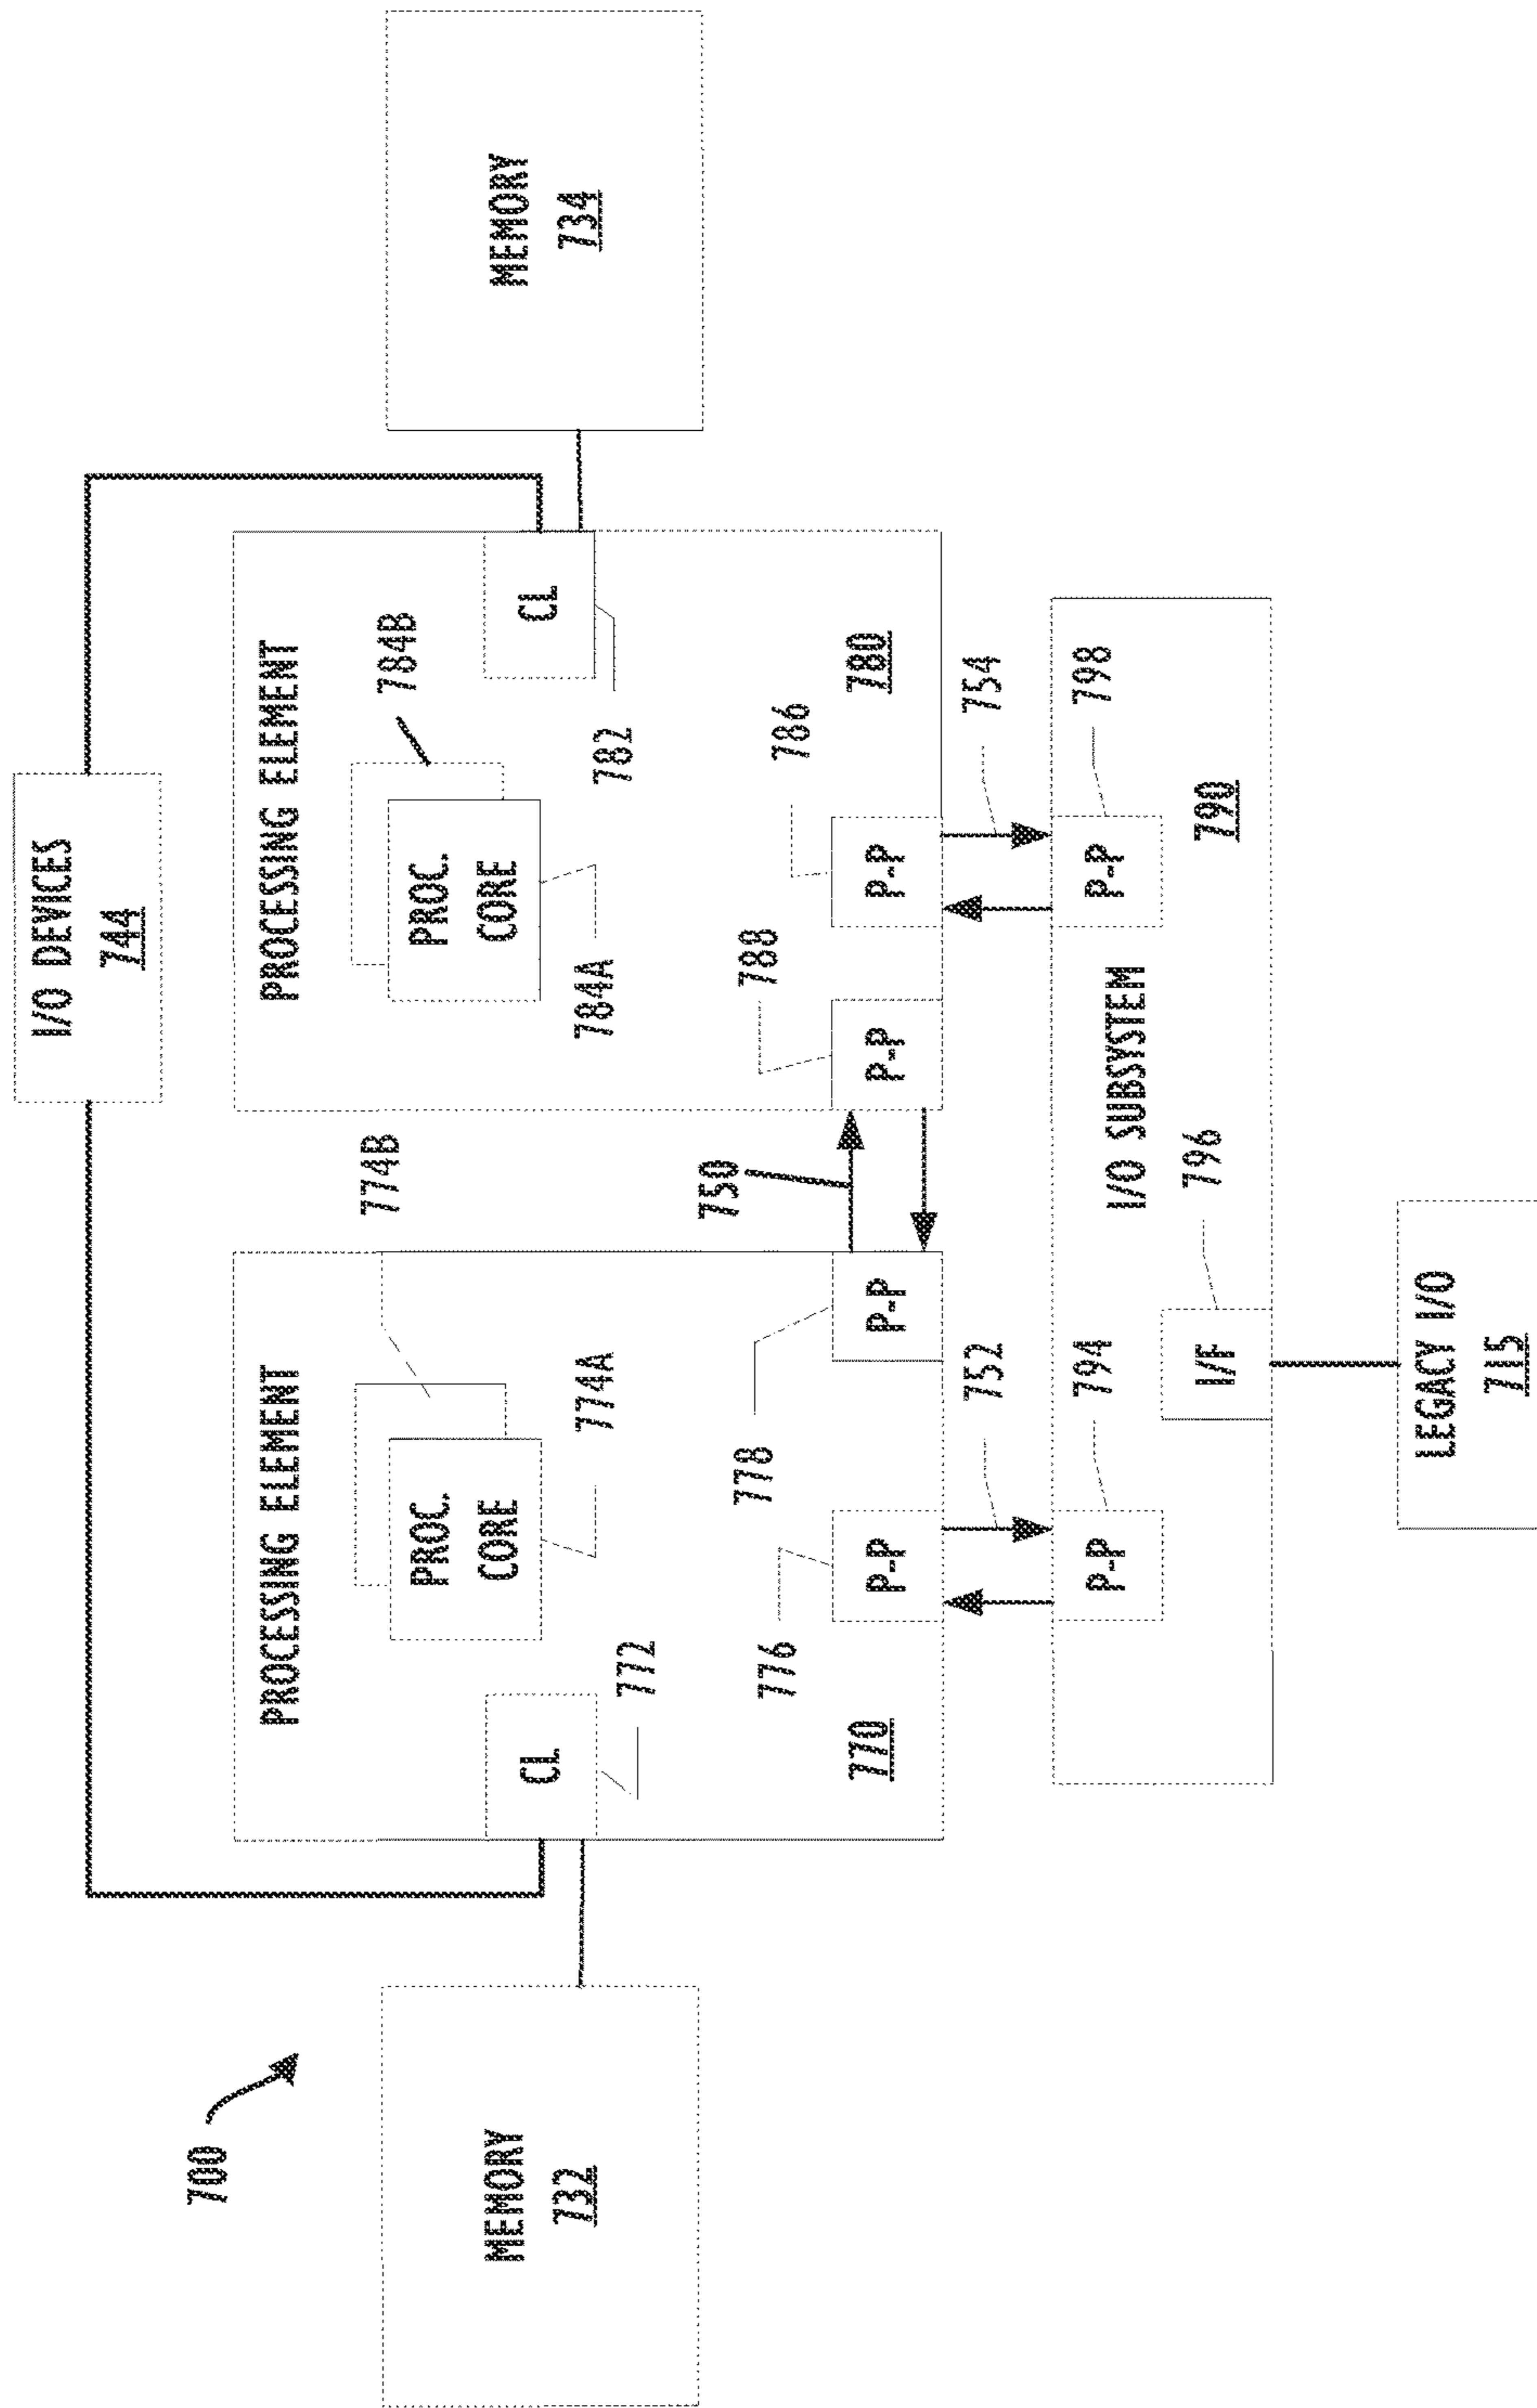 700
I/O DEVICES
744
MEMORY
732
MEMORY
734
PROCESSING ELEMENT
774B
PROC.
CORE
774A
CL
772
778
P-P
776
P-P
770
750
PROCESSING ELEMENT
784B
PROC.
CORE
784A
CL
782
788
P-P
786
P-P
780
752
754
794
P-P
798
P-P
I/O SUBSYSTEM
790
796
I/F
LEGACY I/O
715